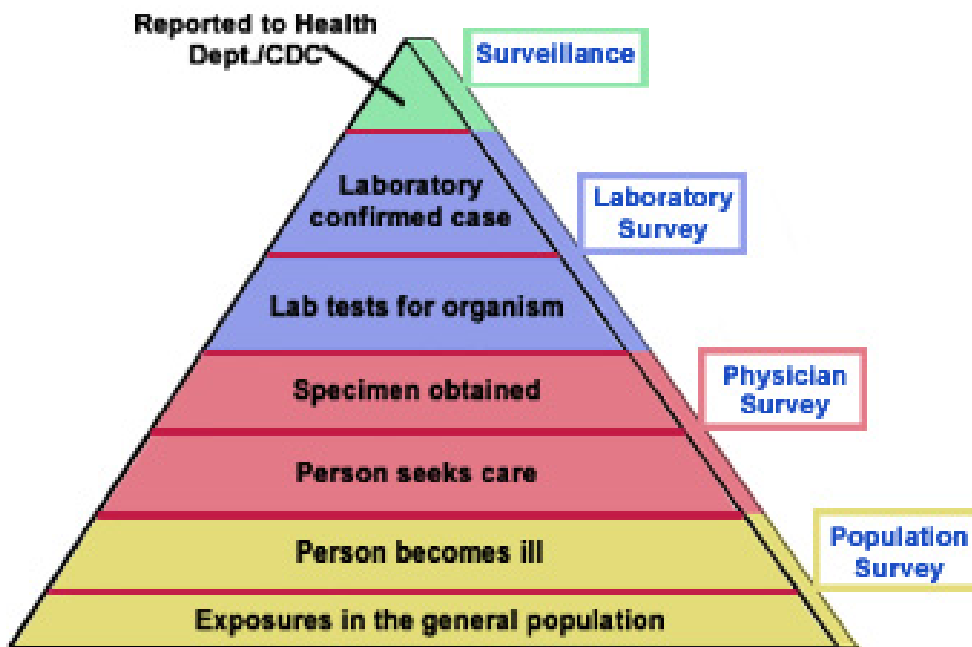 Reported to Health
Dept./CDC
Surveillance
Laboratory
confirmed case
Laboratory
Survey
Lab tests for organism
Specimen obtained
Physician
Survey
Person seeks care
Person becomes ill
Population
Survey
Exposures in the general population